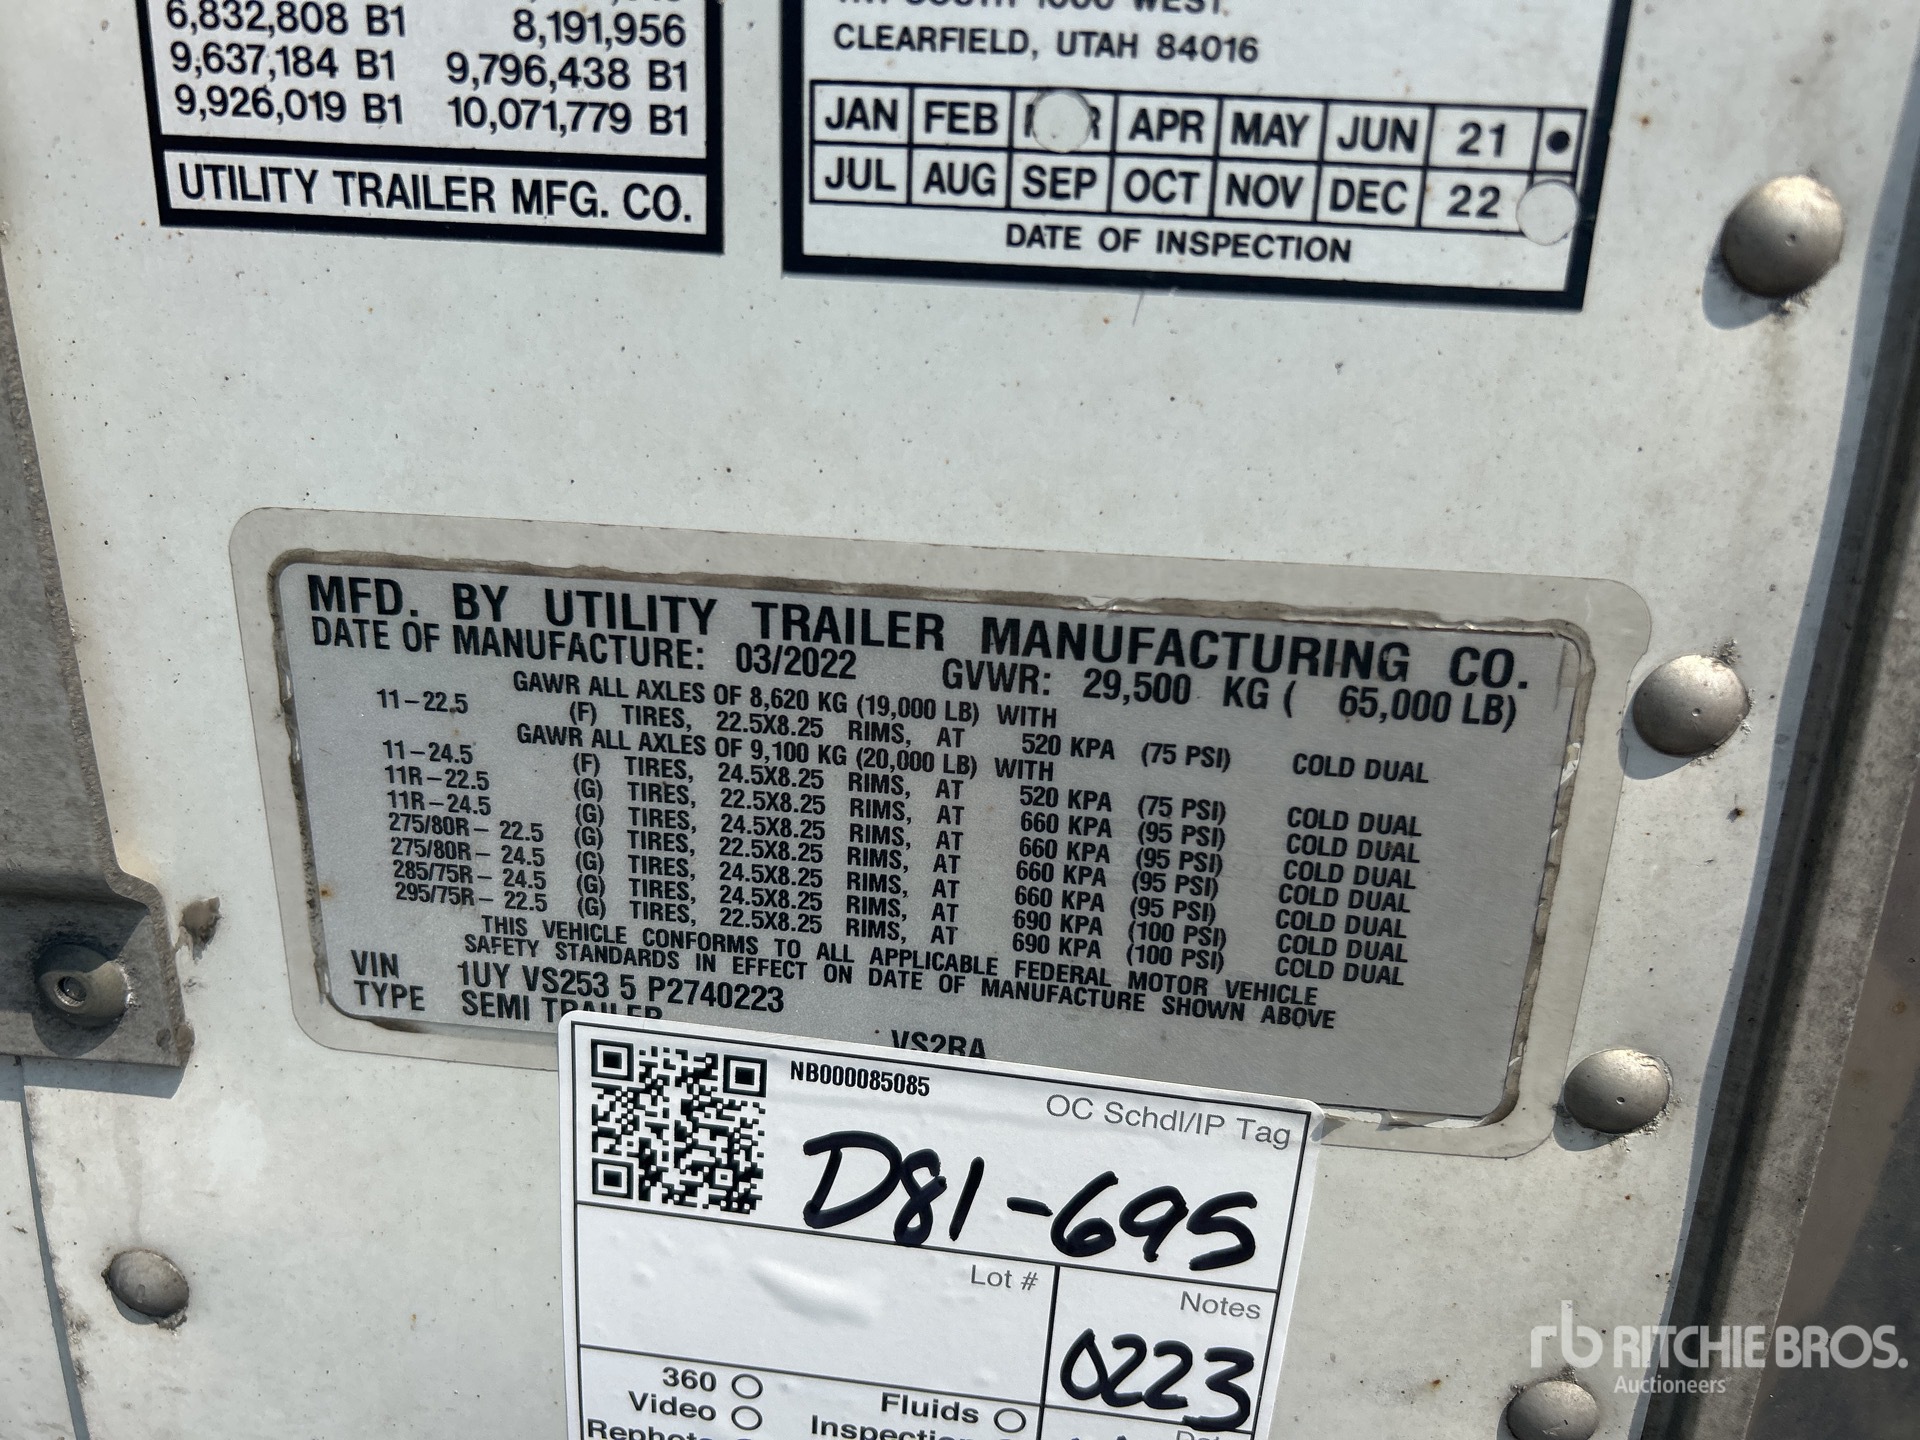 6,832,808 B1 8,191,956
9,637,184 B1 9,796,438 B1
9,926,019 B1 10,071,779 B1
UTILITY TRAILER MFG. CO.
SOUTH 1000 WEST.
CLEARFIELD, UTAH 84016
JAN FEB APR MAY JUN 21
JUL AUG SEP OCT NOV DEC 22
DATE OF INSPECTION
MFD. BY UTILITY TRAILER MANUFACTURING CO.
DATE OF MANUFACTURE: 03/2022 GVWR: 29,500 KG ( 65,000 LB)
GAWR ALL AXLES OF 8,620 KG (19,000 LB) WITH
11-22.5 (F) TIRES, 22.5X8.25 RIMS, AT 520 KPA (75 PSI) COLD DUAL
GAWR ALL AXLES OF 9,100 KG (20,000 LB) WITH
11-24.5 (F) TIRES, 24.5X8.25 RIMS, AT 520 KPA (75 PSI) COLD DUAL
11R-22.5 (G) TIRES, 22.5X8.25 RIMS, AT 660 KPA (95 PSI) COLD DUAL
11R-24.5 (G) TIRES, 24.5X8.25 RIMS, AT 660 KPA (95 PSI) COLD DUAL
275/80R- 22.5 (G) TIRES, 22.5X8.25 RIMS, AT 660 KPA (95 PSI) COLD DUAL
275/80R- 24.5 (G) TIRES, 24.5X8.25 RIMS, AT 660 KPA (95 PSI) COLD DUAL
285/75R- 24.5 (G) TIRES, 24.5X8.25 RIMS, AT 690 KPA (100 PSI) COLD DUAL
295/75R- 22.5 (G) TIRES, 22.5X8.25 RIMS, AT 690 KPA (100 PSI) COLD DUAL
THIS VEHICLE CONFORMS TO ALL APPLICABLE FEDERAL MOTOR VEHICLE
SAFETY STANDARDS IN EFFECT ON DATE OF MANUFACTURE SHOWN ABOVE
VIN 1UY VS253 5 P2740223
TYPE SEMI TRAILER VS2RA
NB000085085
OC Schdl/IP Tag
D81-695
Lot #
Notes
0223
360
Video
Fluids
rb RITCHIE BROS.
Auctioneers